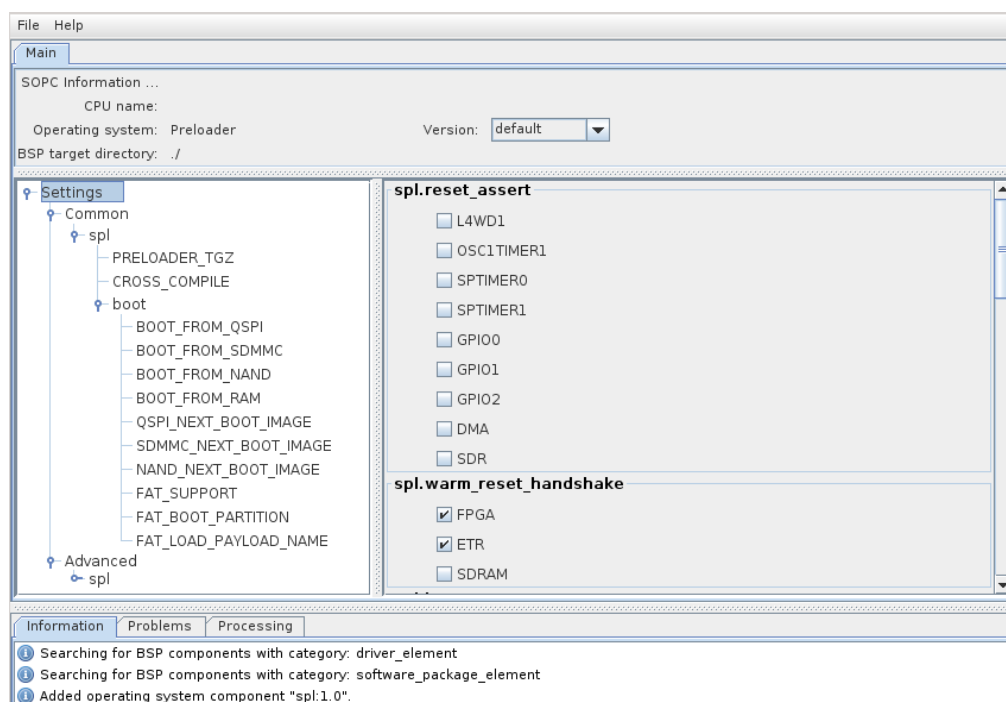 File Help
Main
SOPC Information ...
CPU name:
Operating system: Preloader Version: default
BSP target directory: ./
Settings
Common
spl
PRELOADER_TGZ
CROSS_COMPILE
boot
BOOT_FROM_QSPI
BOOT_FROM_SDMMC
BOOT_FROM_NAND
BOOT_FROM_RAM
QSPI_NEXT_BOOT_IMAGE
SDMMC_NEXT_BOOT_IMAGE
NAND_NEXT_BOOT_IMAGE
FAT_SUPPORT
FAT_BOOT_PARTITION
FAT_LOAD_PAYLOAD_NAME
Advanced
spl
spl.reset_assert
L4WD1
OSC1TIMER1
SPTIMER0
SPTIMER1
GPIO0
GPIO1
GPIO2
DMA
SDR
spl.warm_reset_handshake
FPGA
ETR
SDRAM
Information Problems Processing
Searching for BSP components with category: driver_element
Searching for BSP components with category: software_package_element
Added operating system component "spl:1.0".